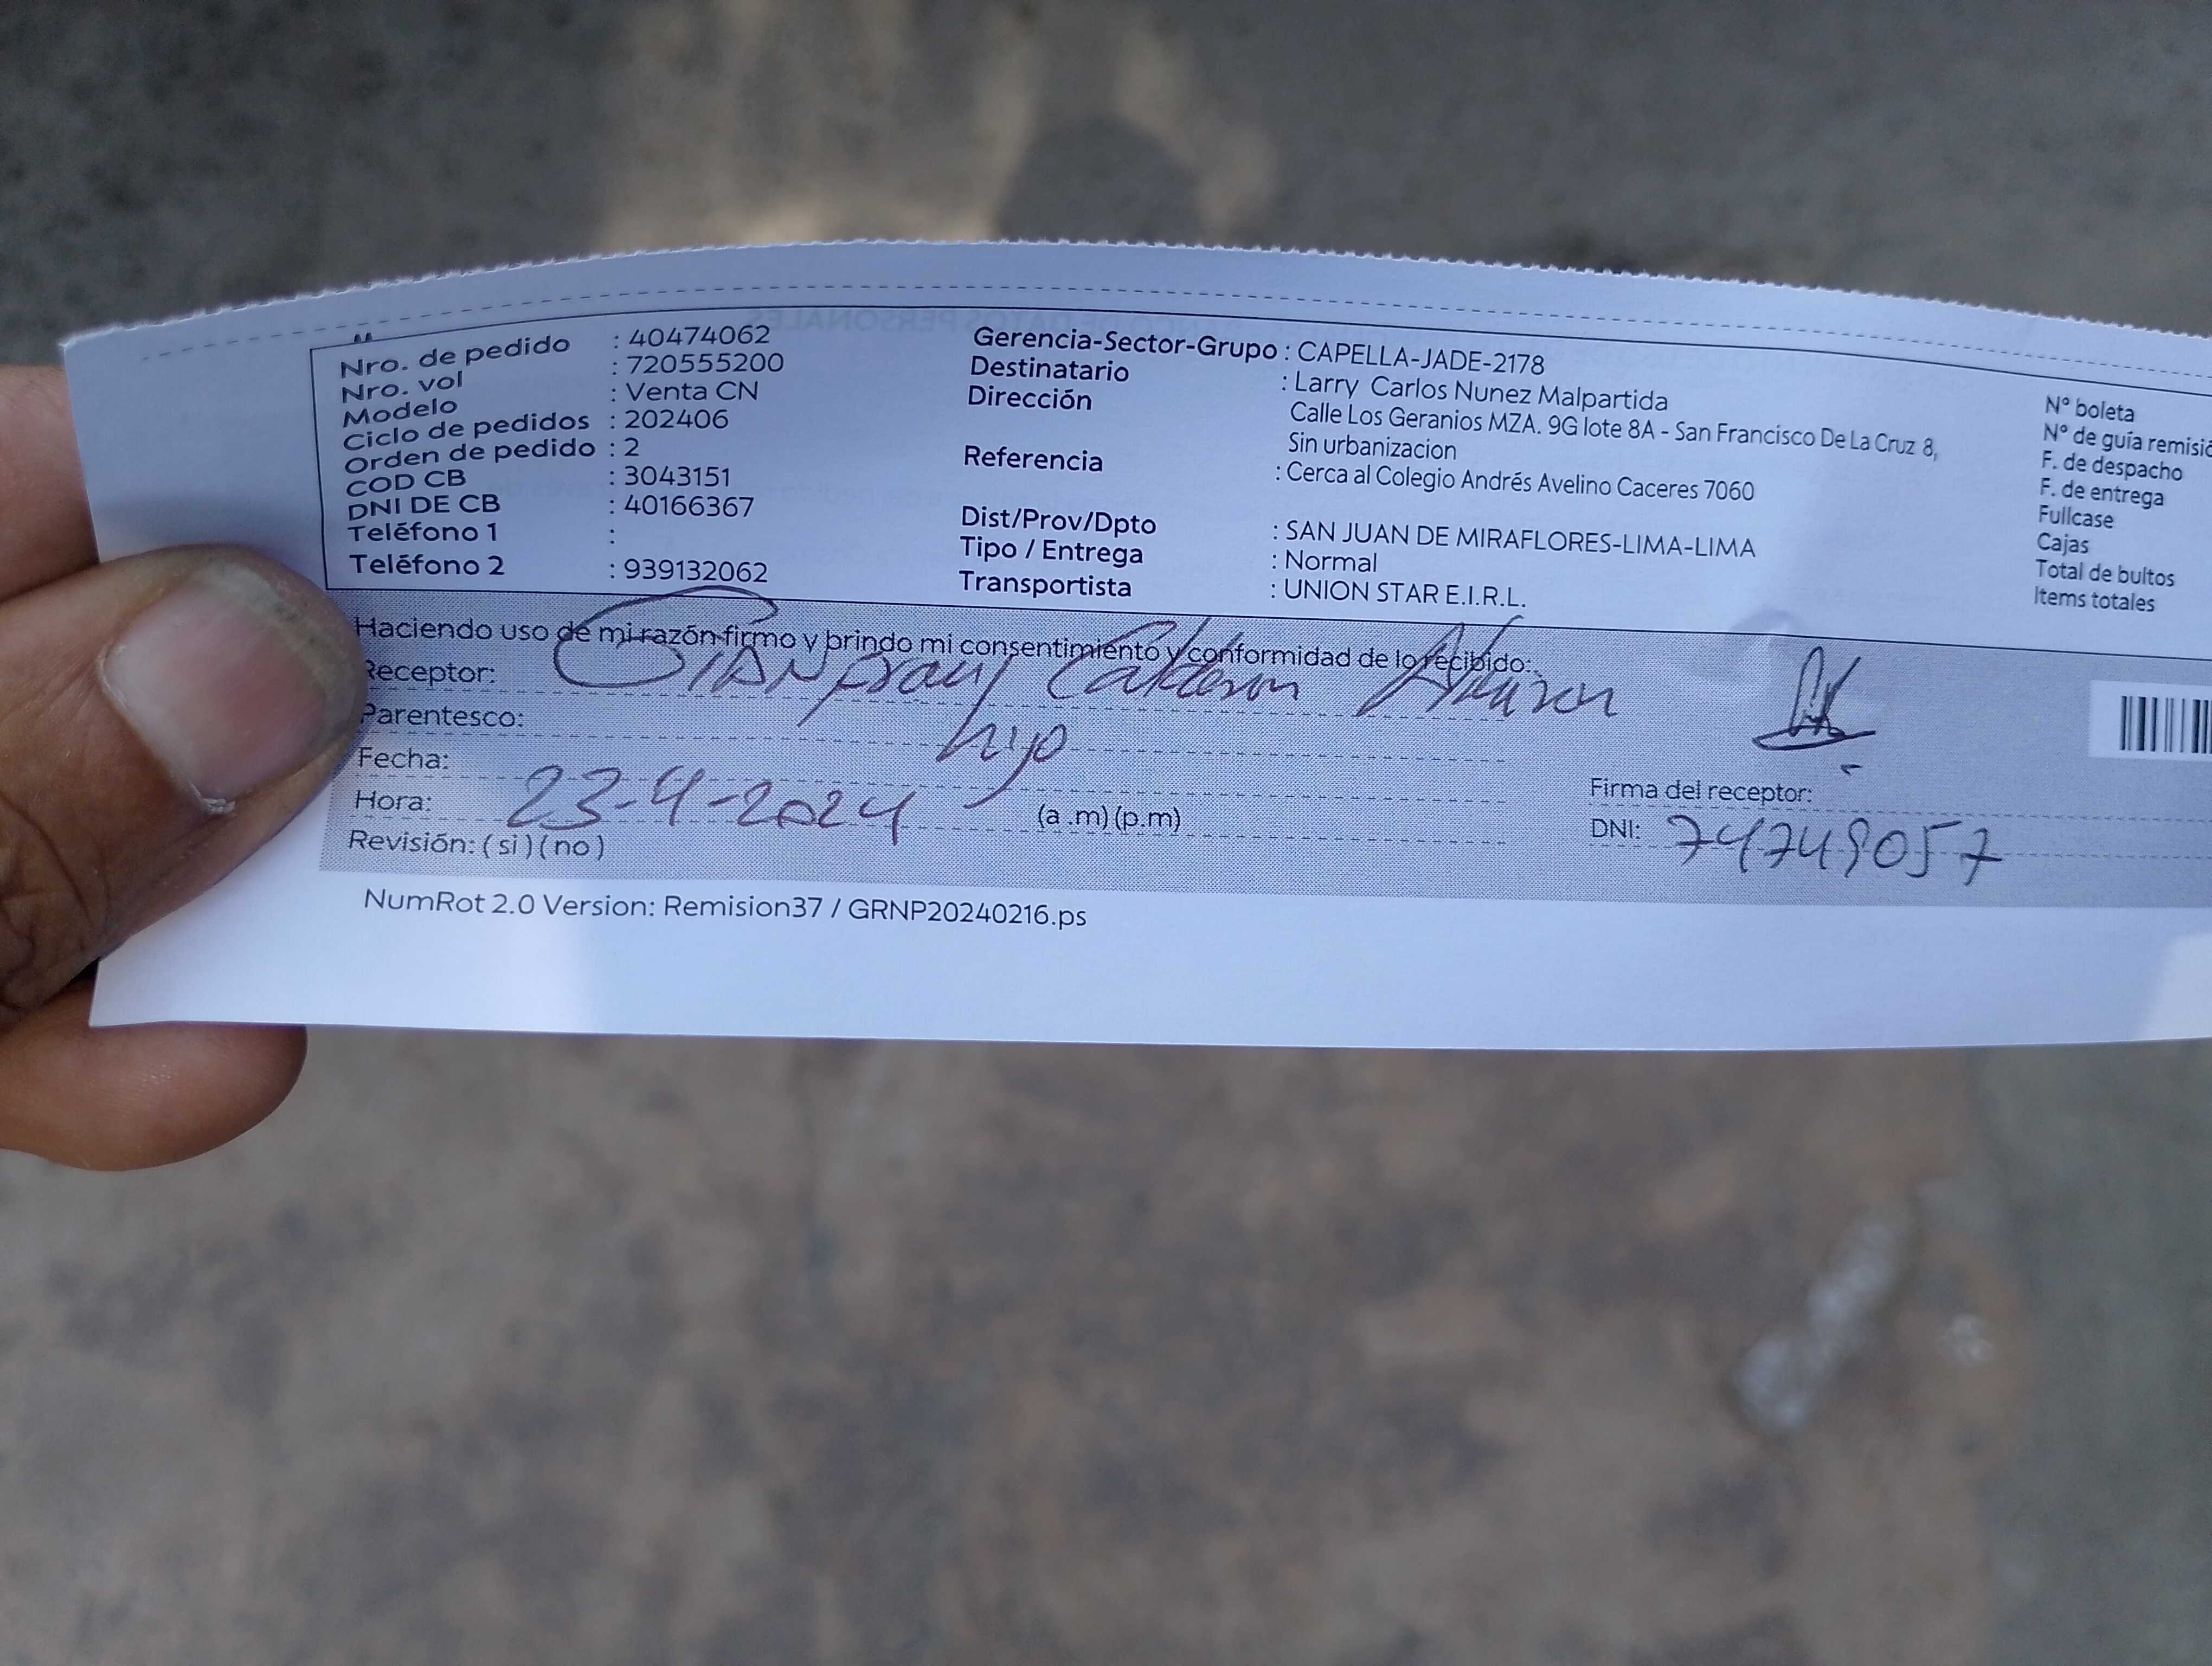 Nro. de pedido : 40474062
Nro. vol : 720555200
Modelo : Venta CN
Ciclo de pedidos : 202406
Orden de pedido : 2
COD CB : 3043151
DNI DE CB : 40166367
Teléfono 1 :
Teléfono 2 : 939132062
Gerencia-Sector-Grupo : CAPELLA-JADE-2178
Destinatario : Larry Carlos Nunez Malpartida
Dirección Calle Los Geranios MZA. 9G lote 8A - San Francisco De La Cruz 8,
Sin urbanizacion
Referencia : Cerca al Colegio Andrés Avelino Caceres 7060
Dist/Prov/Dpto : SAN JUAN DE MIRAFLORES-LIMA-LIMA
Tipo / Entrega : Normal
Transportista : UNION STAR E.I.R.L.
N° boleta
N° de guía
F. de despacho
F. de entrega
Fullcase
Cajas
Total de bultos
Items totales
Haciendo uso de mi razón firmo y brindo mi consentimiento y conformidad de lo recibido:
Receptor: Calderon
Parentesco: hijo
Fecha: 23-4-2024
Hora: (a .m) (p.m)
Revisión: ( si ) ( no )
Firma del receptor:
DNI: 74749057
NumRot 2.0 Version: Remision37 / GRNP20240216.ps